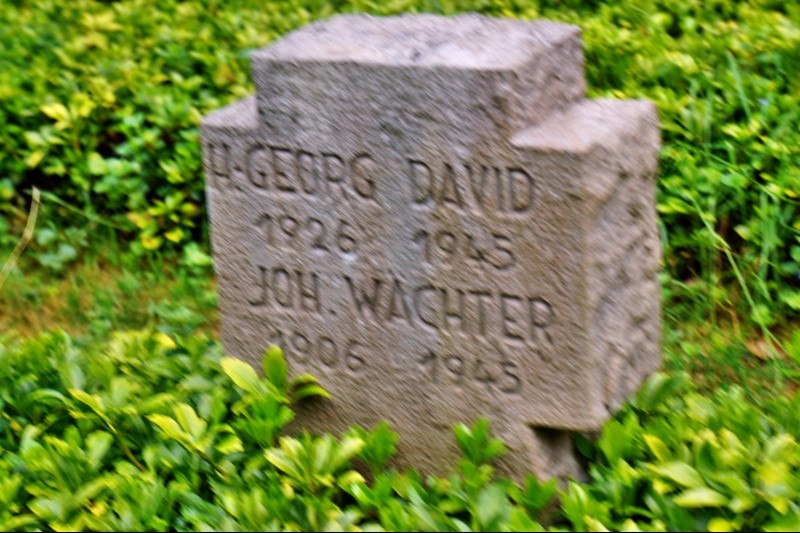 H.GEORG DAVID
1926 1945
JOH. WACHTER
1906 1945